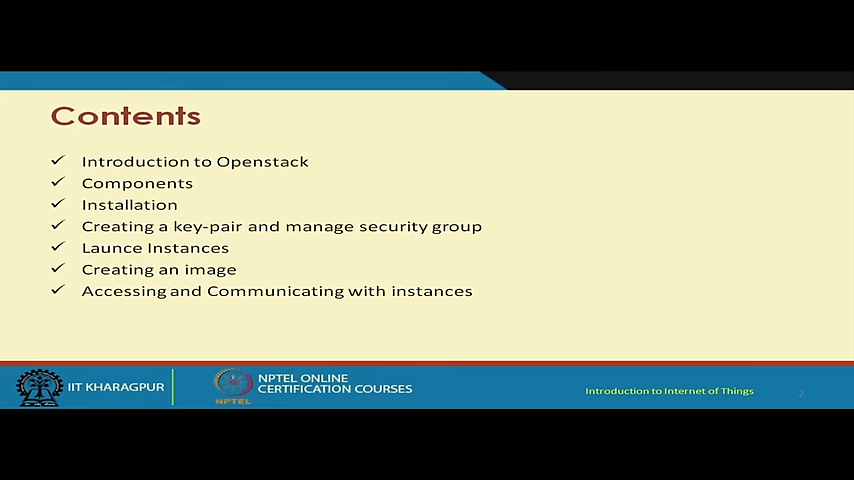 Contents
✓ Introduction to Openstack
✓ Components
✓ Installation
✓ Creating a key-pair and manage security group
✓ Launce Instances
✓ Creating an image
✓ Accessing and Communicating with instances
IIT KHARAGPUR
NPTEL
NPTEL ONLINE
CERTIFICATION COURSES
Introduction to Internet of Things
2